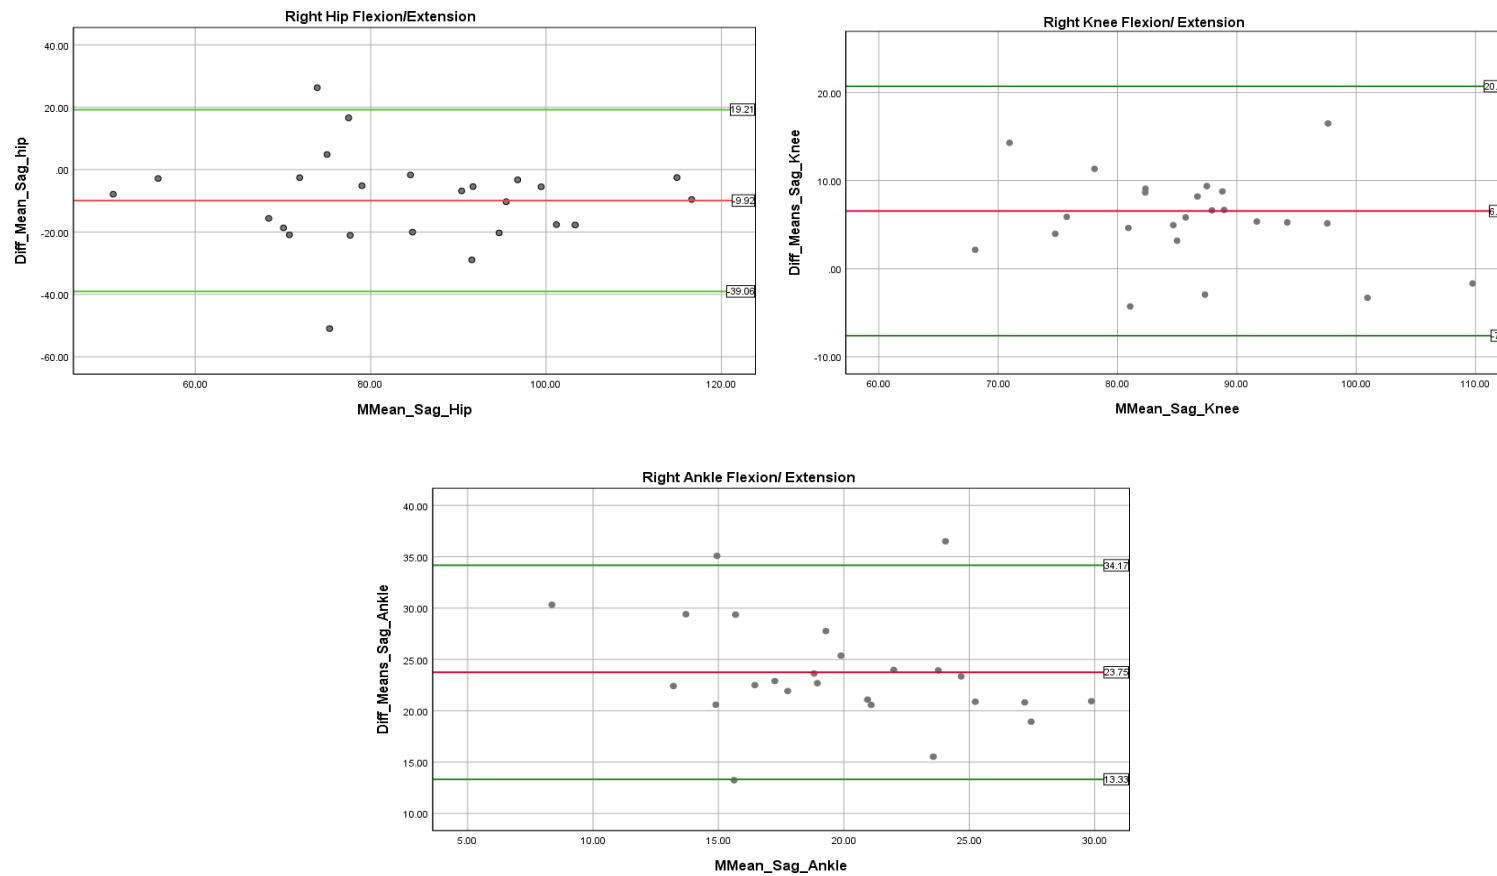 Right Hip Flexion/Extension
40.00
20.00
.00
-20.00
-40.00
-60.00
19.21
-9.92
-39.06
Diff_Mean_Sag_hip
60.00 80.00 100.00 120.00
MMean_Sag_Hip
Right Knee Flexion/ Extension
20.00
10.00
.00
-10.00
20.
6.
Diff_Means_Sag_Knee
60.00 70.00 80.00 90.00 100.00 110.00
MMean_Sag_Knee
Right Ankle Flexion/ Extension
40.00
35.00
30.00
25.00
20.00
15.00
10.00
34.17
23.75
13.33
Diff_Means_Sag_Ankle
5.00 10.00 15.00 20.00 25.00 30.00
MMean_Sag_Ankle